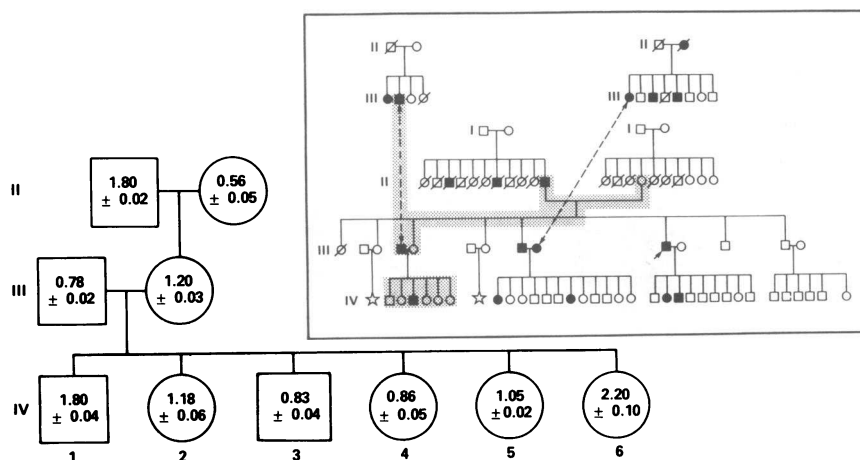 II
II
III
III
I
I
II
II
1.80
± 0.02
0.56
± 0.05
III
III
0.78
± 0.02
1.20
± 0.03
IV
IV
1.80
± 0.04
1.18
± 0.06
0.83
± 0.04
0.86
± 0.05
1.05
± 0.02
2.20
± 0.10
1 2 3 4 5 6